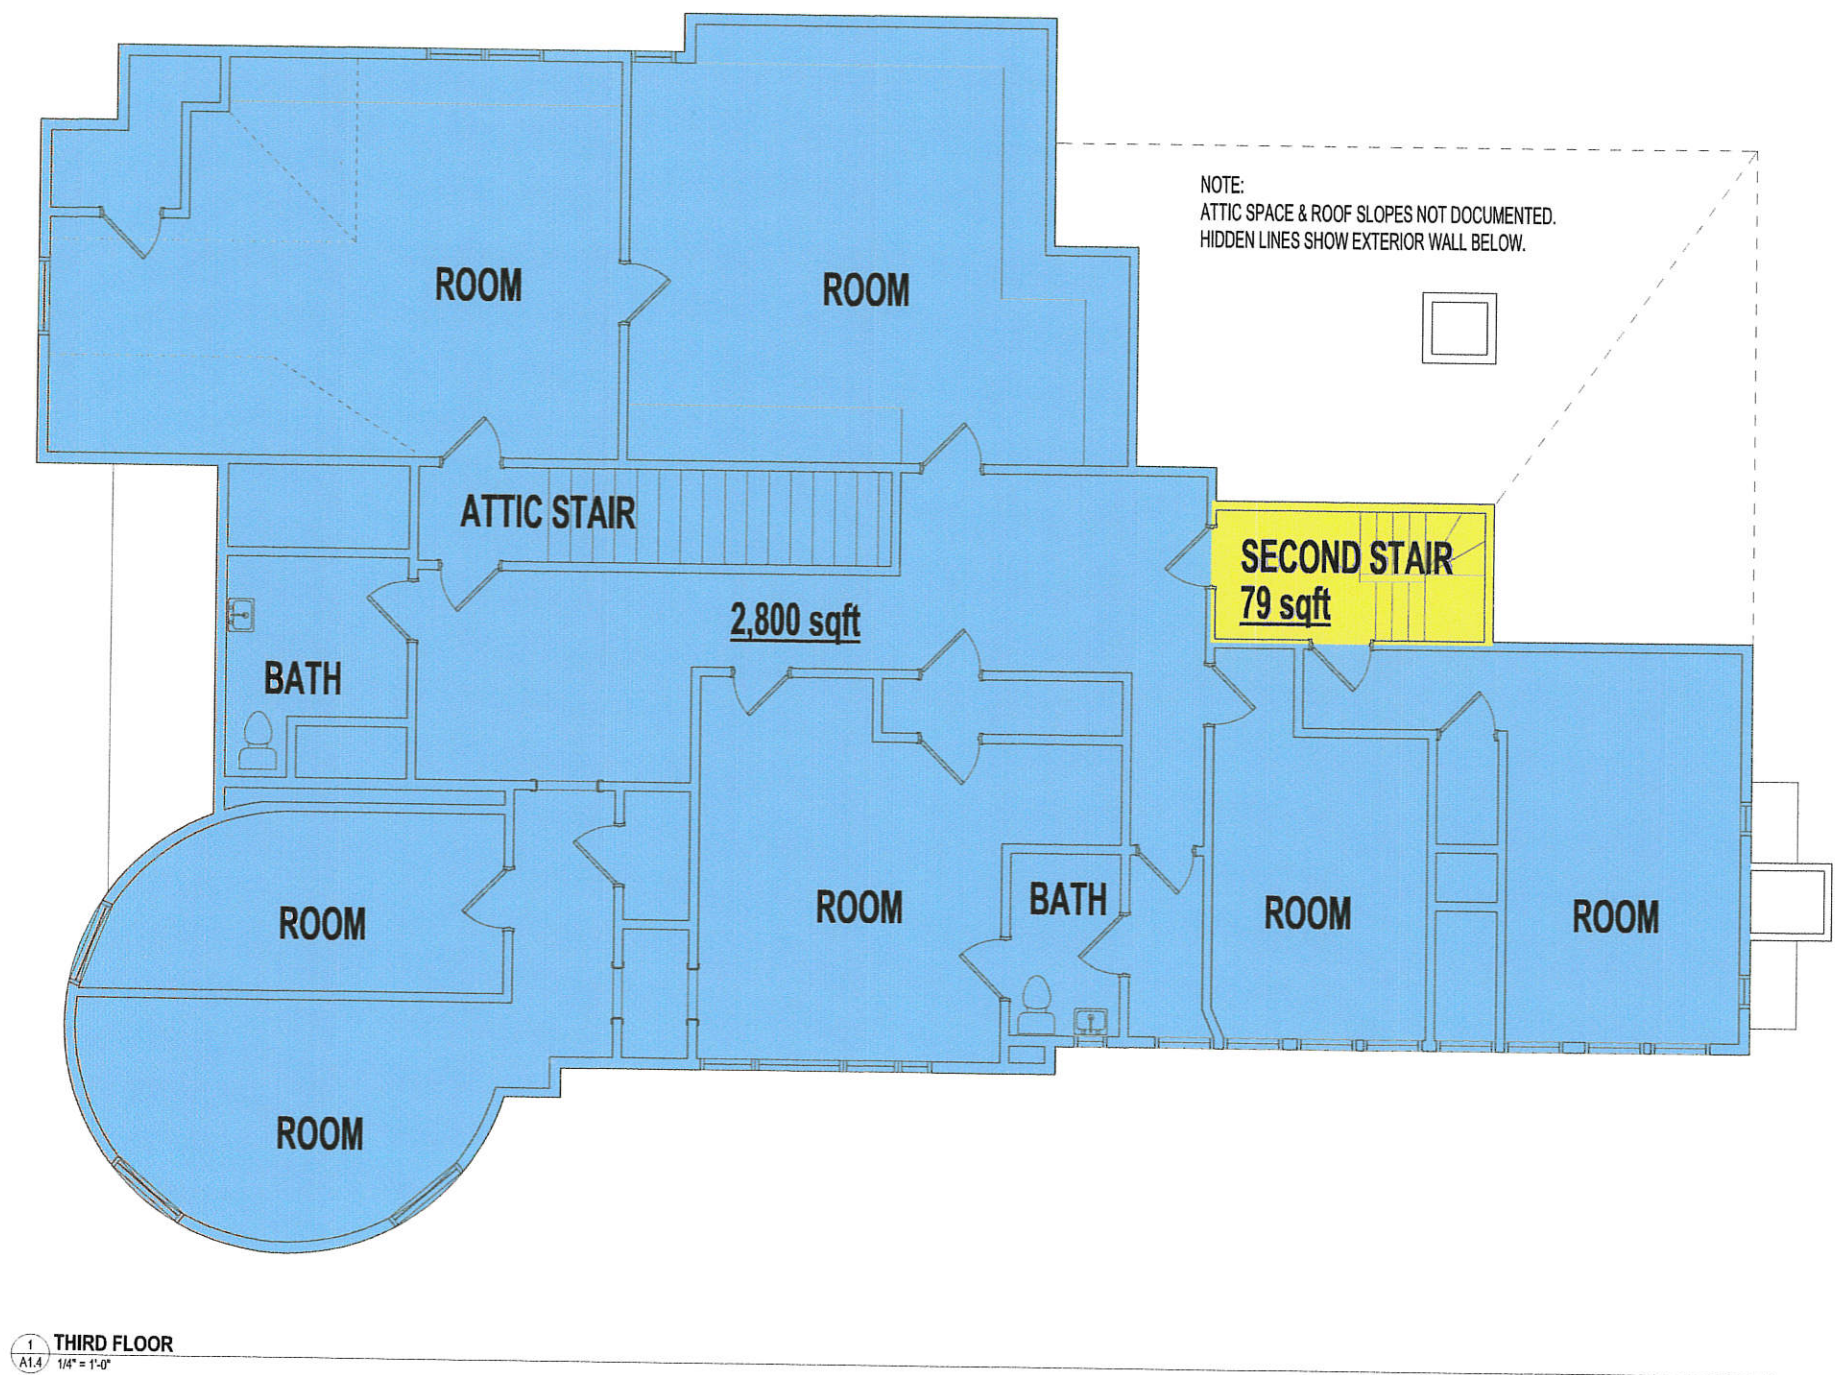 NOTE:
ATTIC SPACE & ROOF SLOPES NOT DOCUMENTED.
HIDDEN LINES SHOW EXTERIOR WALL BELOW.
ROOM
ROOM
ATTIC STAIR
SECOND STAIR
79 sqft
2,800 sqft
BATH
ROOM
ROOM
BATH
ROOM
ROOM
ROOM
1
A1.4
THIRD FLOOR
1/4" = 1'-0"